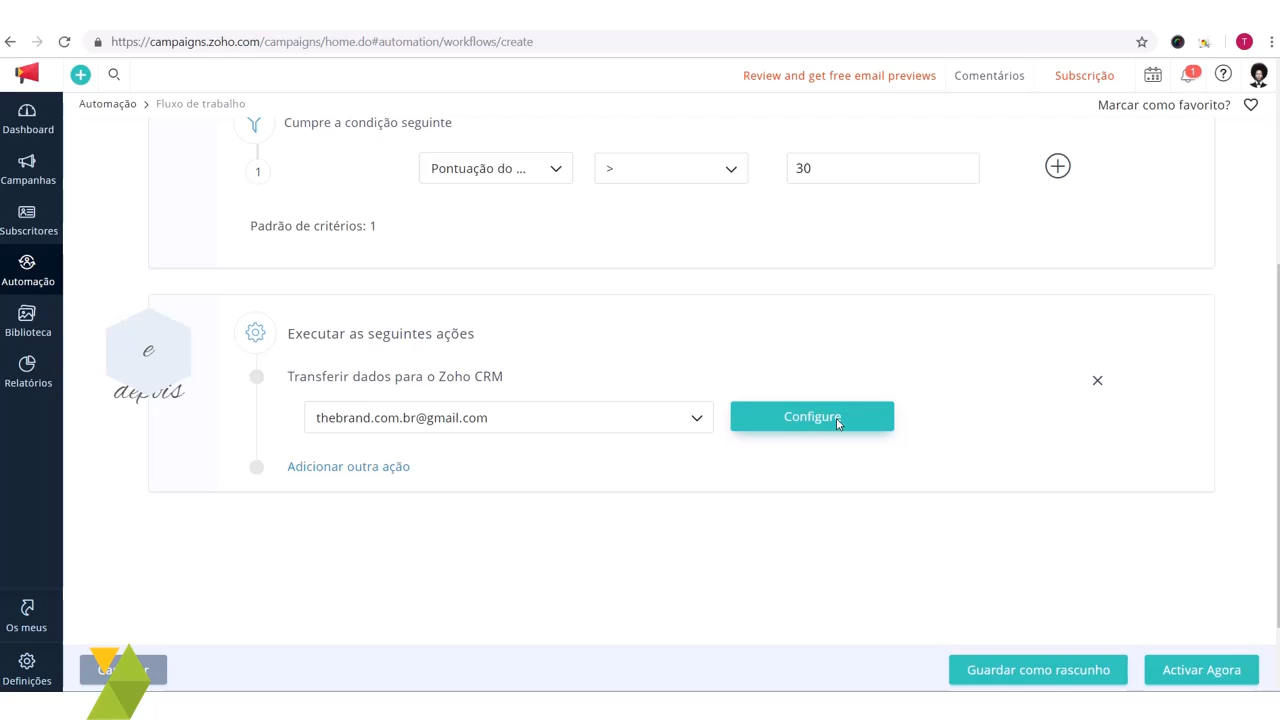 https://campaigns.zoho.com/campaigns/home.do#automation/workflows/create
T
Review and get free email previews
Comentários
Subscrição
1
Automação > Fluxo de trabalho
Marcar como favorito?
Dashboard
Campanhas
Subscritores
Automação
Biblioteca
Relatórios
Os meus
Definições
Cumpre a condição seguinte
1
Pontuação do ...
>
30
Padrão de critérios: 1
e
depois
Executar as seguintes ações
Transferir dados para o Zoho CRM
thebrand.com.br@gmail.com
Configure
Adicionar outra ação
Guardar como rascunho
Activar Agora